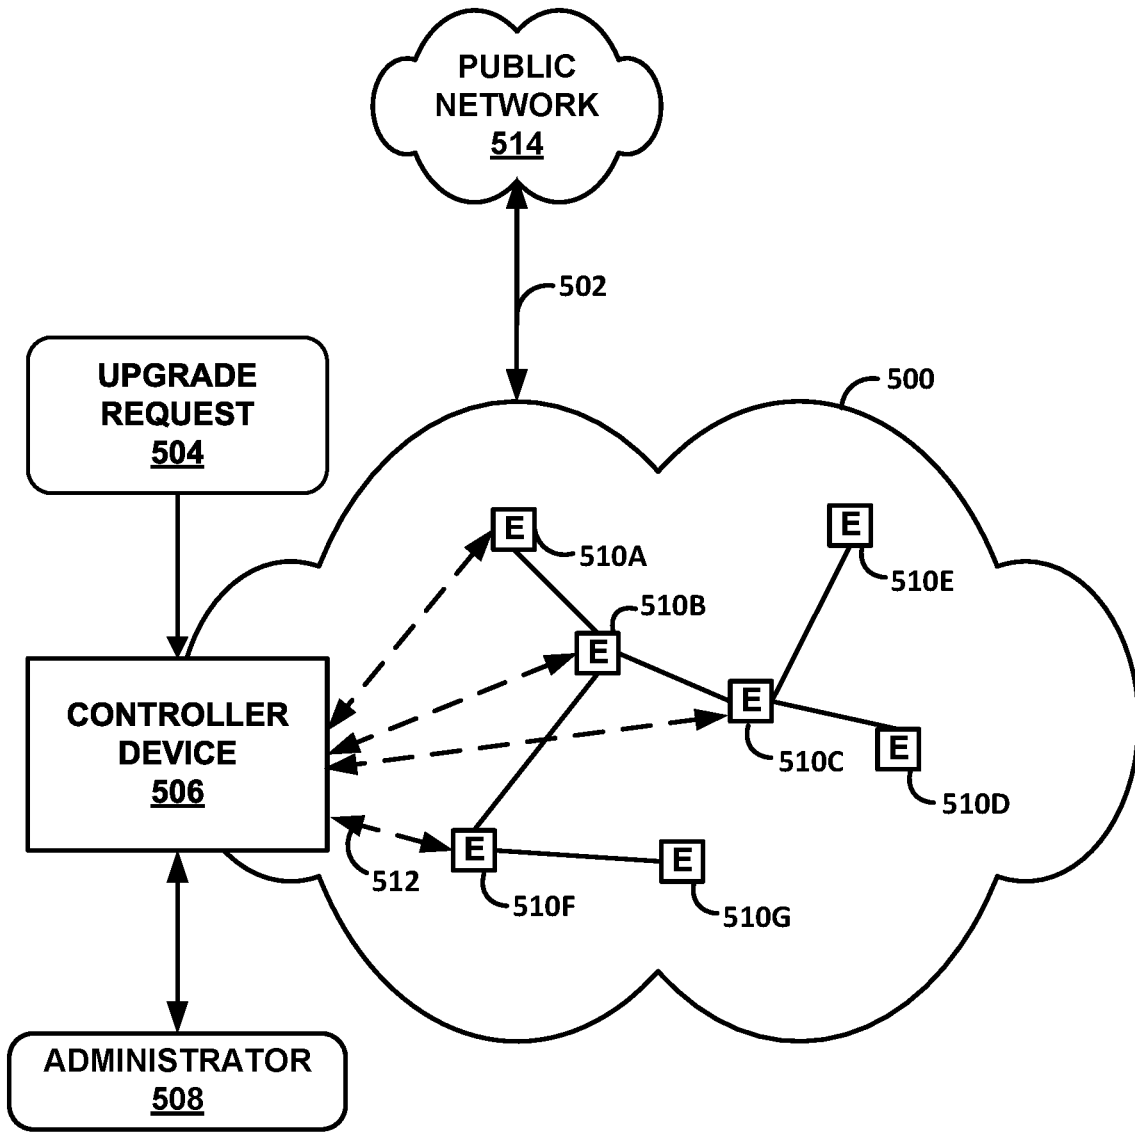 PUBLIC
NETWORK
514
502
500
UPGRADE
REQUEST
504
E
510A
E
510E
510B
E
E
510C
E
510D
CONTROLLER
DEVICE
506
512
E
510F
E
510G
ADMINISTRATOR
508